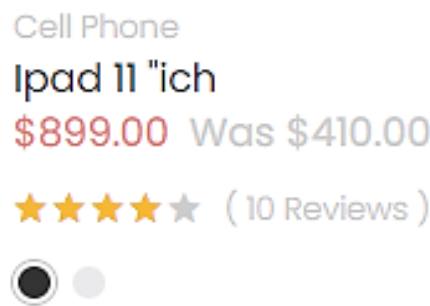 Cell Phone
Ipad 11 "ich
$899.00 Was $410.00
( 10 Reviews )